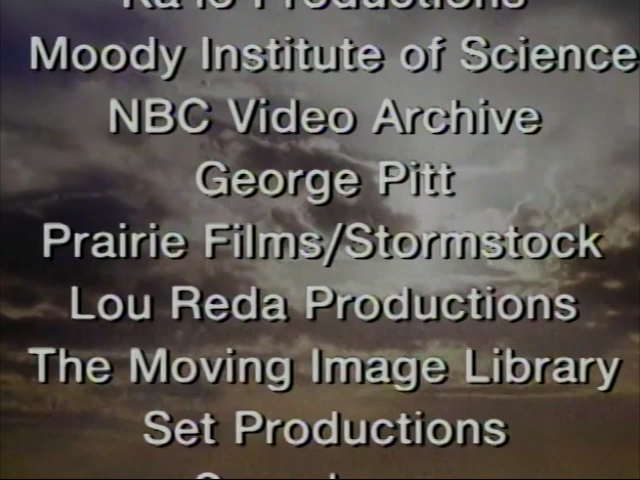 Productions
Moody Institute of Science
NBC Video Archive
George Pitt
Prairie Films/Stormstock
Lou Reda Productions
The Moving Image Library
Set Productions